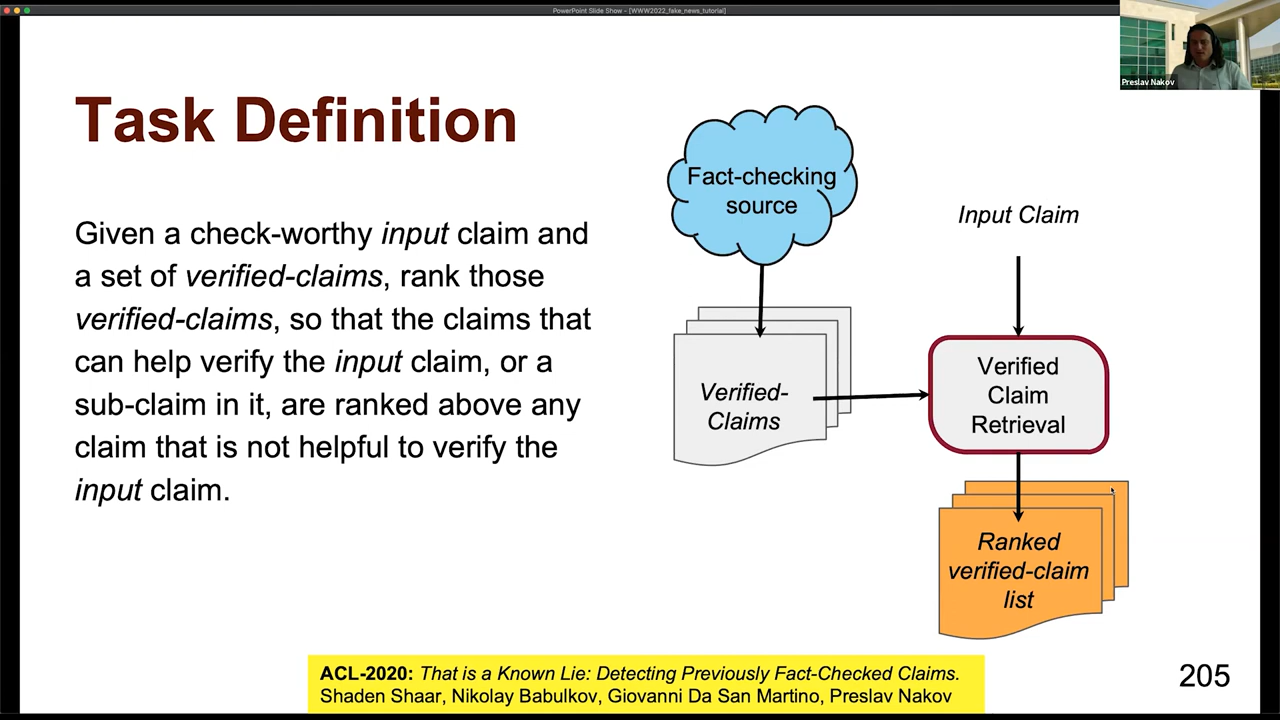 PowerPoint Slide Show - [WWW2022_fake_news_tutorial]
Preslav Nakov
Task Definition
Given a check-worthy input claim and
a set of verified-claims, rank those
verified-claims, so that the claims that
can help verify the input claim, or a
sub-claim in it, are ranked above any
claim that is not helpful to verify the
input claim.
Fact-checking
source
Input Claim
Verified-
Claims
Verified
Claim
Retrieval
Ranked
verified-claim
list
ACL-2020: That is a Known Lie: Detecting Previously Fact-Checked Claims.
Shaden Shaar, Nikolay Babulkov, Giovanni Da San Martino, Preslav Nakov
205